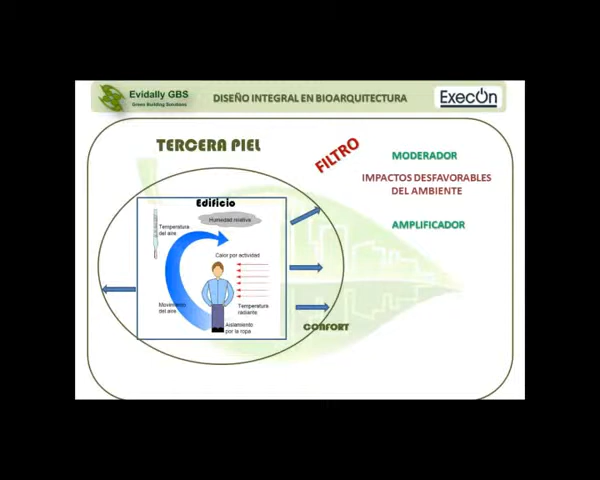 Evidally GBS
Green Building Solutions
DISEÑO INTEGRAL EN BIOARQUITECTURA
ExecOn
TERCERA PIEL
FILTRO
MODERADOR
IMPACTOS DESFAVORABLES
DEL AMBIENTE
AMPLIFICADOR
Edificio
Humedad relativa
Temperatura
del aire
Calor por actividad
Movimiento
del aire
Temperatura
radiante
Aislamiento
por la ropa
CONFORT